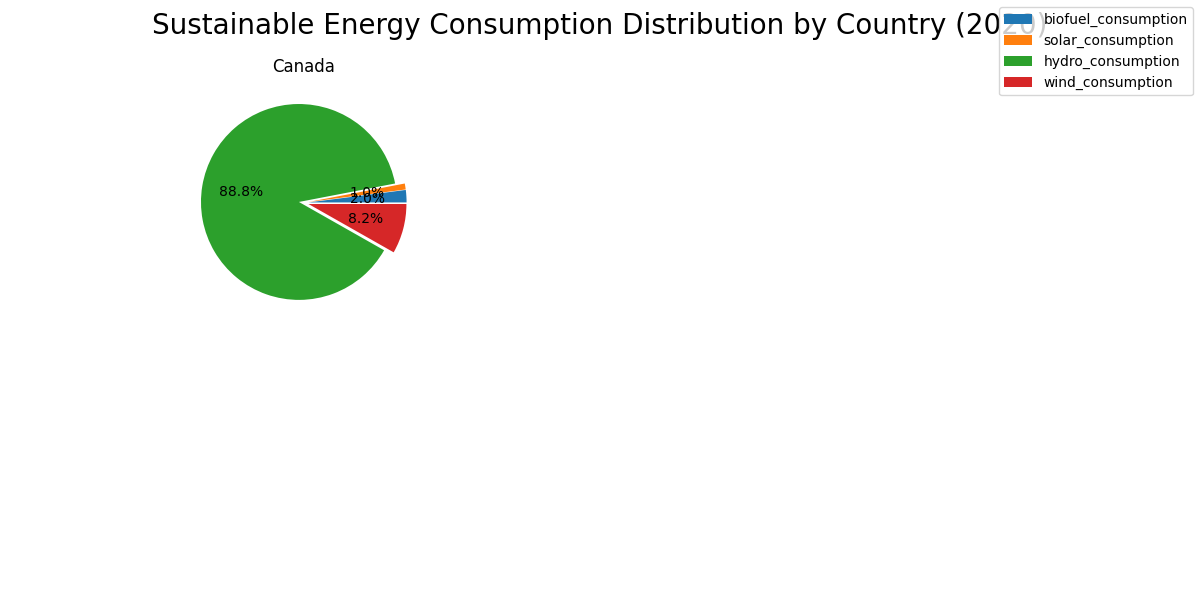 Sustainable Energy Consumption Distribution by Country (2020)
biofuel_consumption
solar_consumption
hydro_consumption
wind_consumption
Canada
88.8%
1.0%
2.0%
8.2%